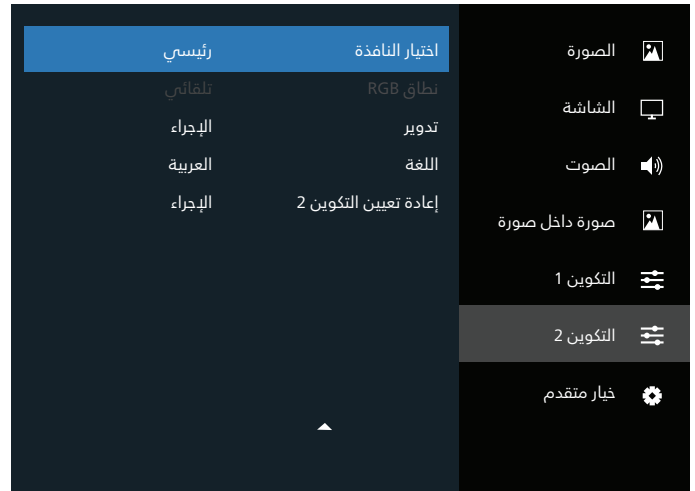 الصورة
الشاشة
الصوت
صورة داخل صورة
التكوين 1
التكوين 2
خيار متقدم
اختيار النافذة رئيسي
نطاق RGB تلقائي
تدوير الإجراء
اللغة العربية
إعادة تعيين التكوين 2 الإجراء